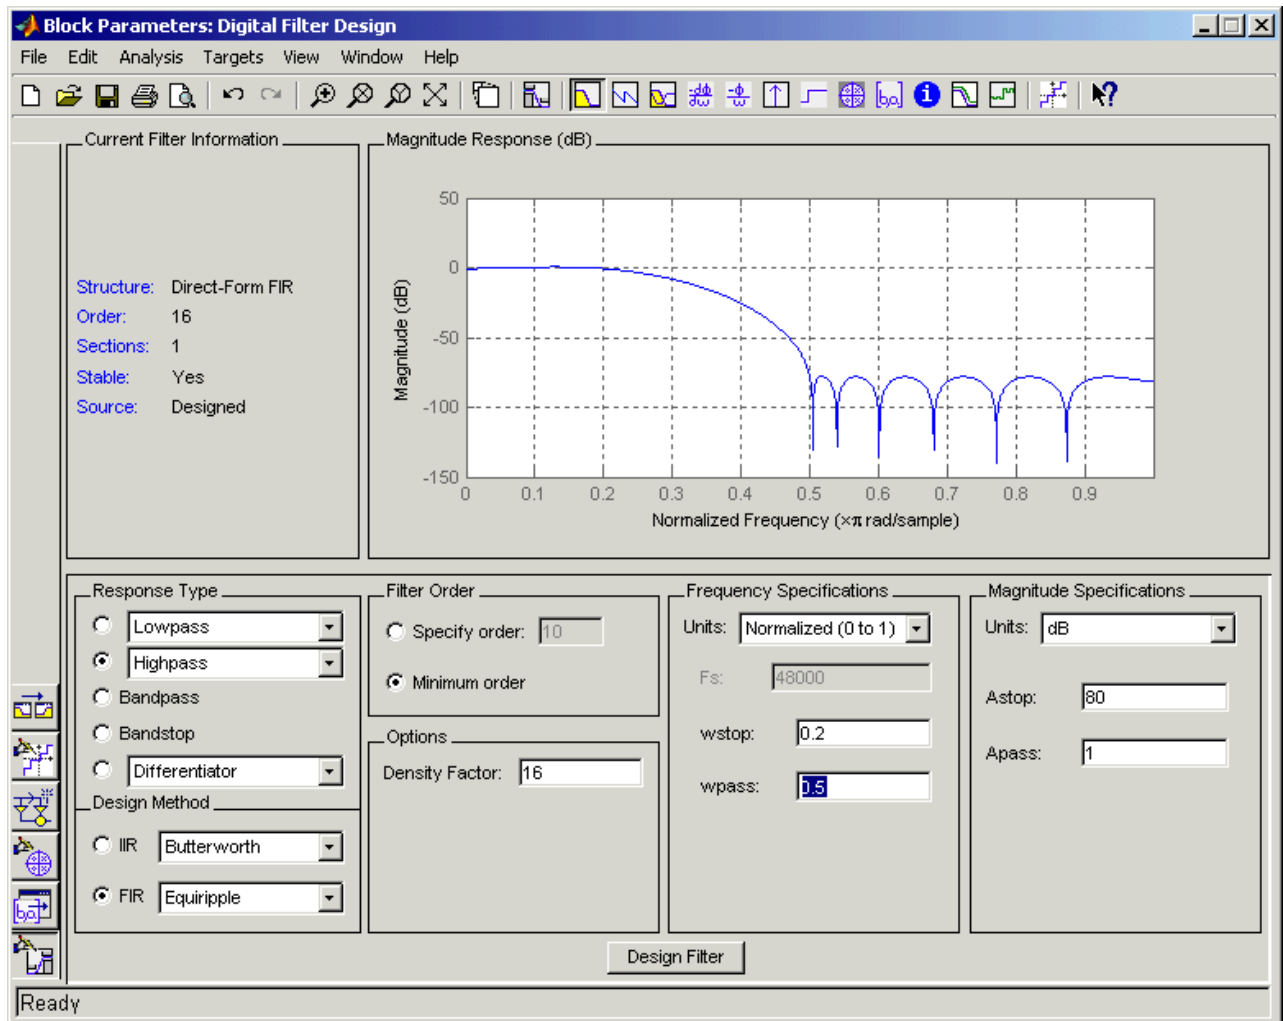 Block Parameters: Digital Filter Design
File Edit Analysis Targets View Window Help
Current Filter Information
Structure: Direct-Form FIR
Order: 16
Sections: 1
Stable: Yes
Source: Designed
Magnitude Response (dB)
50
0
-50
-100
-150
Magnitude (dB)
0 0.1 0.2 0.3 0.4 0.5 0.6 0.7 0.8 0.9
Normalized Frequency (×π rad/sample)
Response Type
Lowpass
Highpass
Bandpass
Bandstop
Differentiator
Design Method
IIR Butterworth
FIR Equiripple
Filter Order
Specify order: 10
Minimum order
Options
Density Factor: 16
Frequency Specifications
Units: Normalized (0 to 1)
Fs: 48000
wstop: 0.2
wpass: 0.5
Magnitude Specifications
Units: dB
Astop: 80
Apass: 1
Design Filter
Ready